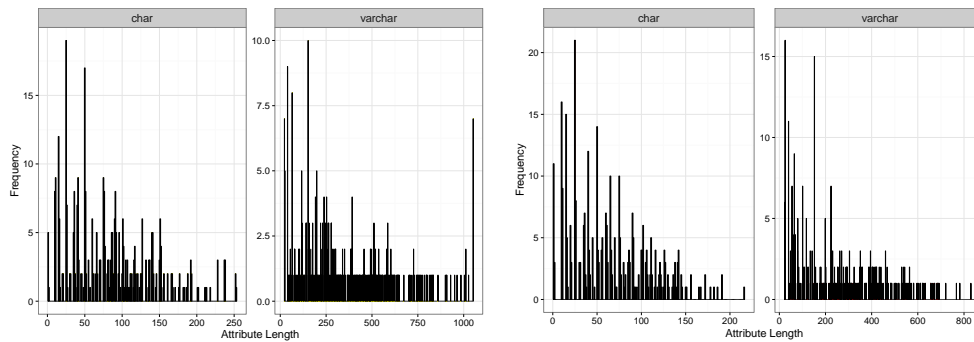 char
varchar
Frequency
15
10
5
0
10.0
7.5
5.0
2.5
0.0
0 50 100 150 200 250
0 250 500 750 1000
Attribute Length
char
varchar
Frequency
20
15
10
5
0
15
10
5
0
0 50 100 150 200
0 200 400 600 800
Attribute Length